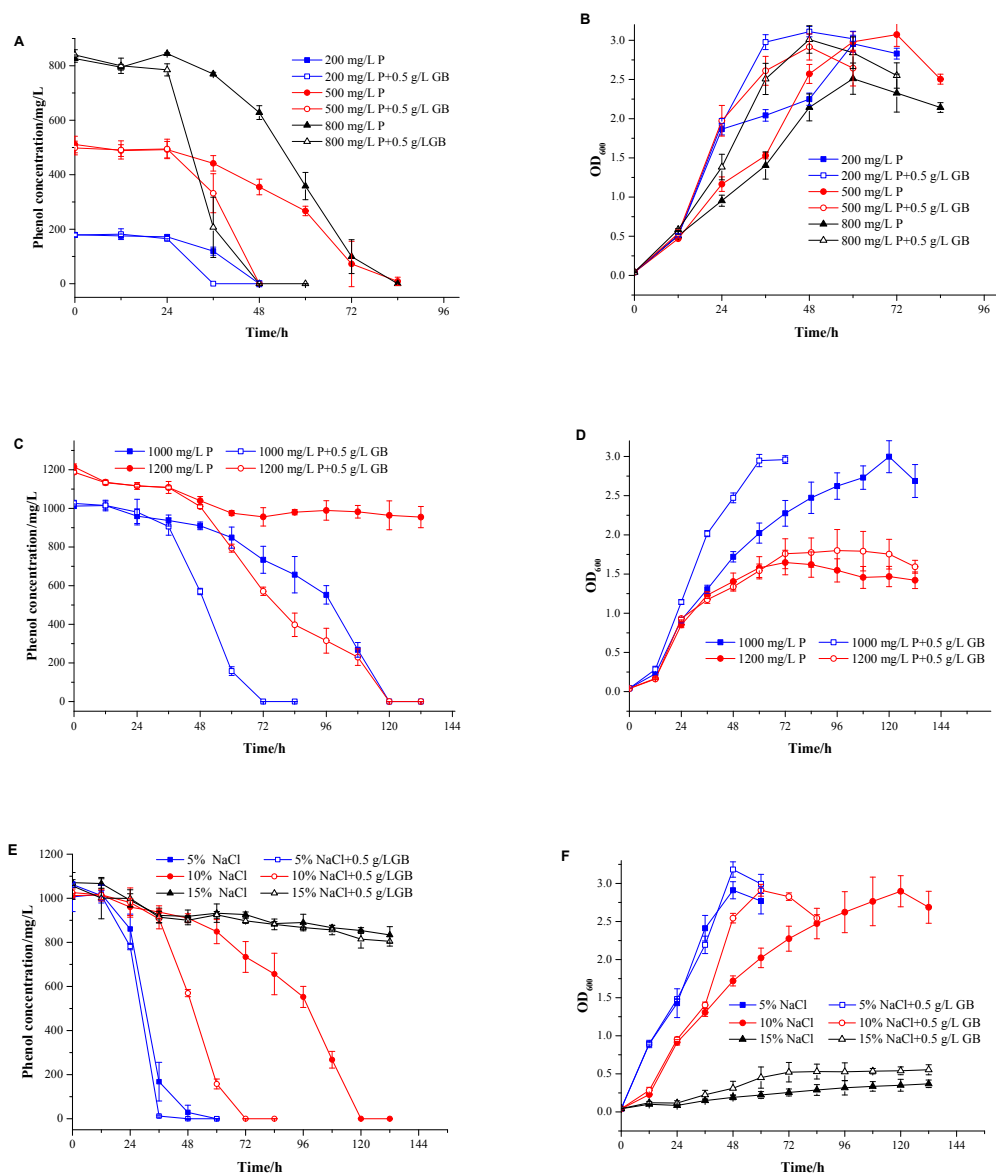 A
Phenol concentration/mg/L
800
600
400
200
0
200 mg/L P
200 mg/L P+0.5 g/L GB
500 mg/L P
500 mg/L P+0.5 g/L GB
800 mg/L P
800 mg/L P+0.5 g/LGB
0 24 48 72 96
Time/h
B
OD600
3.0
2.5
2.0
1.5
1.0
0.5
0.0
200 mg/L P
200 mg/L P+0.5 g/L GB
500 mg/L P
500 mg/L P+0.5 g/L GB
800 mg/L P
800 mg/L P+0.5 g/L GB
0 24 48 72 96
Time/h
C
Phenol concentration/mg/L
1000 mg/L P 1000 mg/L P+0.5 g/L GB
1200 mg/L P 1200 mg/L P+0.5 g/L GB
1200
1000
800
600
400
200
0
0 24 48 72 96 120 144
Time/h
D
OD600
3.0
2.5
2.0
1.5
1.0
0.5
0.0
1000 mg/L P 1000 mg/L P+0.5 g/L GB
1200 mg/L P 1200 mg/L P+0.5 g/L GB
0 24 48 72 96 120 144
Time/h
E
Phenol concentration/mg/L
1200
1000
800
600
400
200
0
5% NaCl 5% NaCl+0.5 g/LGB
10% NaCl 10% NaCl+0.5 g/LGB
15% NaCl 15% NaCl+0.5 g/LGB
0 24 48 72 96 120 144
Time/h
F
OD600
3.0
2.5
2.0
1.5
1.0
0.5
0.0
5% NaCl 5% NaCl+0.5 g/L GB
10% NaCl 10% NaCl+0.5 g/L GB
15% NaCl 15% NaCl+0.5 g/L GB
0 24 48 72 96 120 144
Time/h